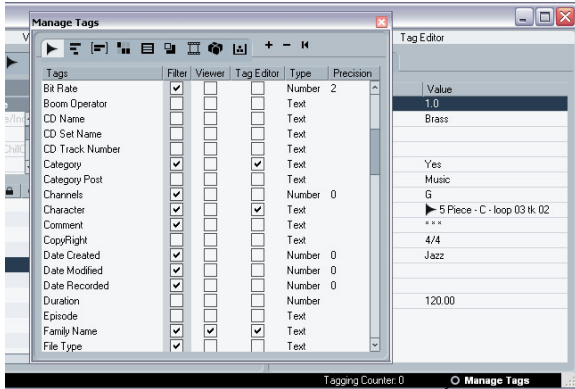 Manage Tags
Tag Editor
Tags Filter Viewer Tag Editor Type Precision
Bit Rate Number 2
Boom Operator Text
CD Name Text
CD Set Name Text
CD Track Number Text
Category Text
Category Post Text
Channels Number 0
Character Text
Comment Text
CopyRight Text
Date Created Number 0
Date Modified Number 0
Date Recorded Number 0
Duration Number
Episode Text
Family Name Text
File Type Text
Value
1.0
Brass
Yes
Music
G
5 Piece - C - loop 03 tk 02
* * *
4/4
Jazz
120.00
Tagging Counter: 0
Manage Tags